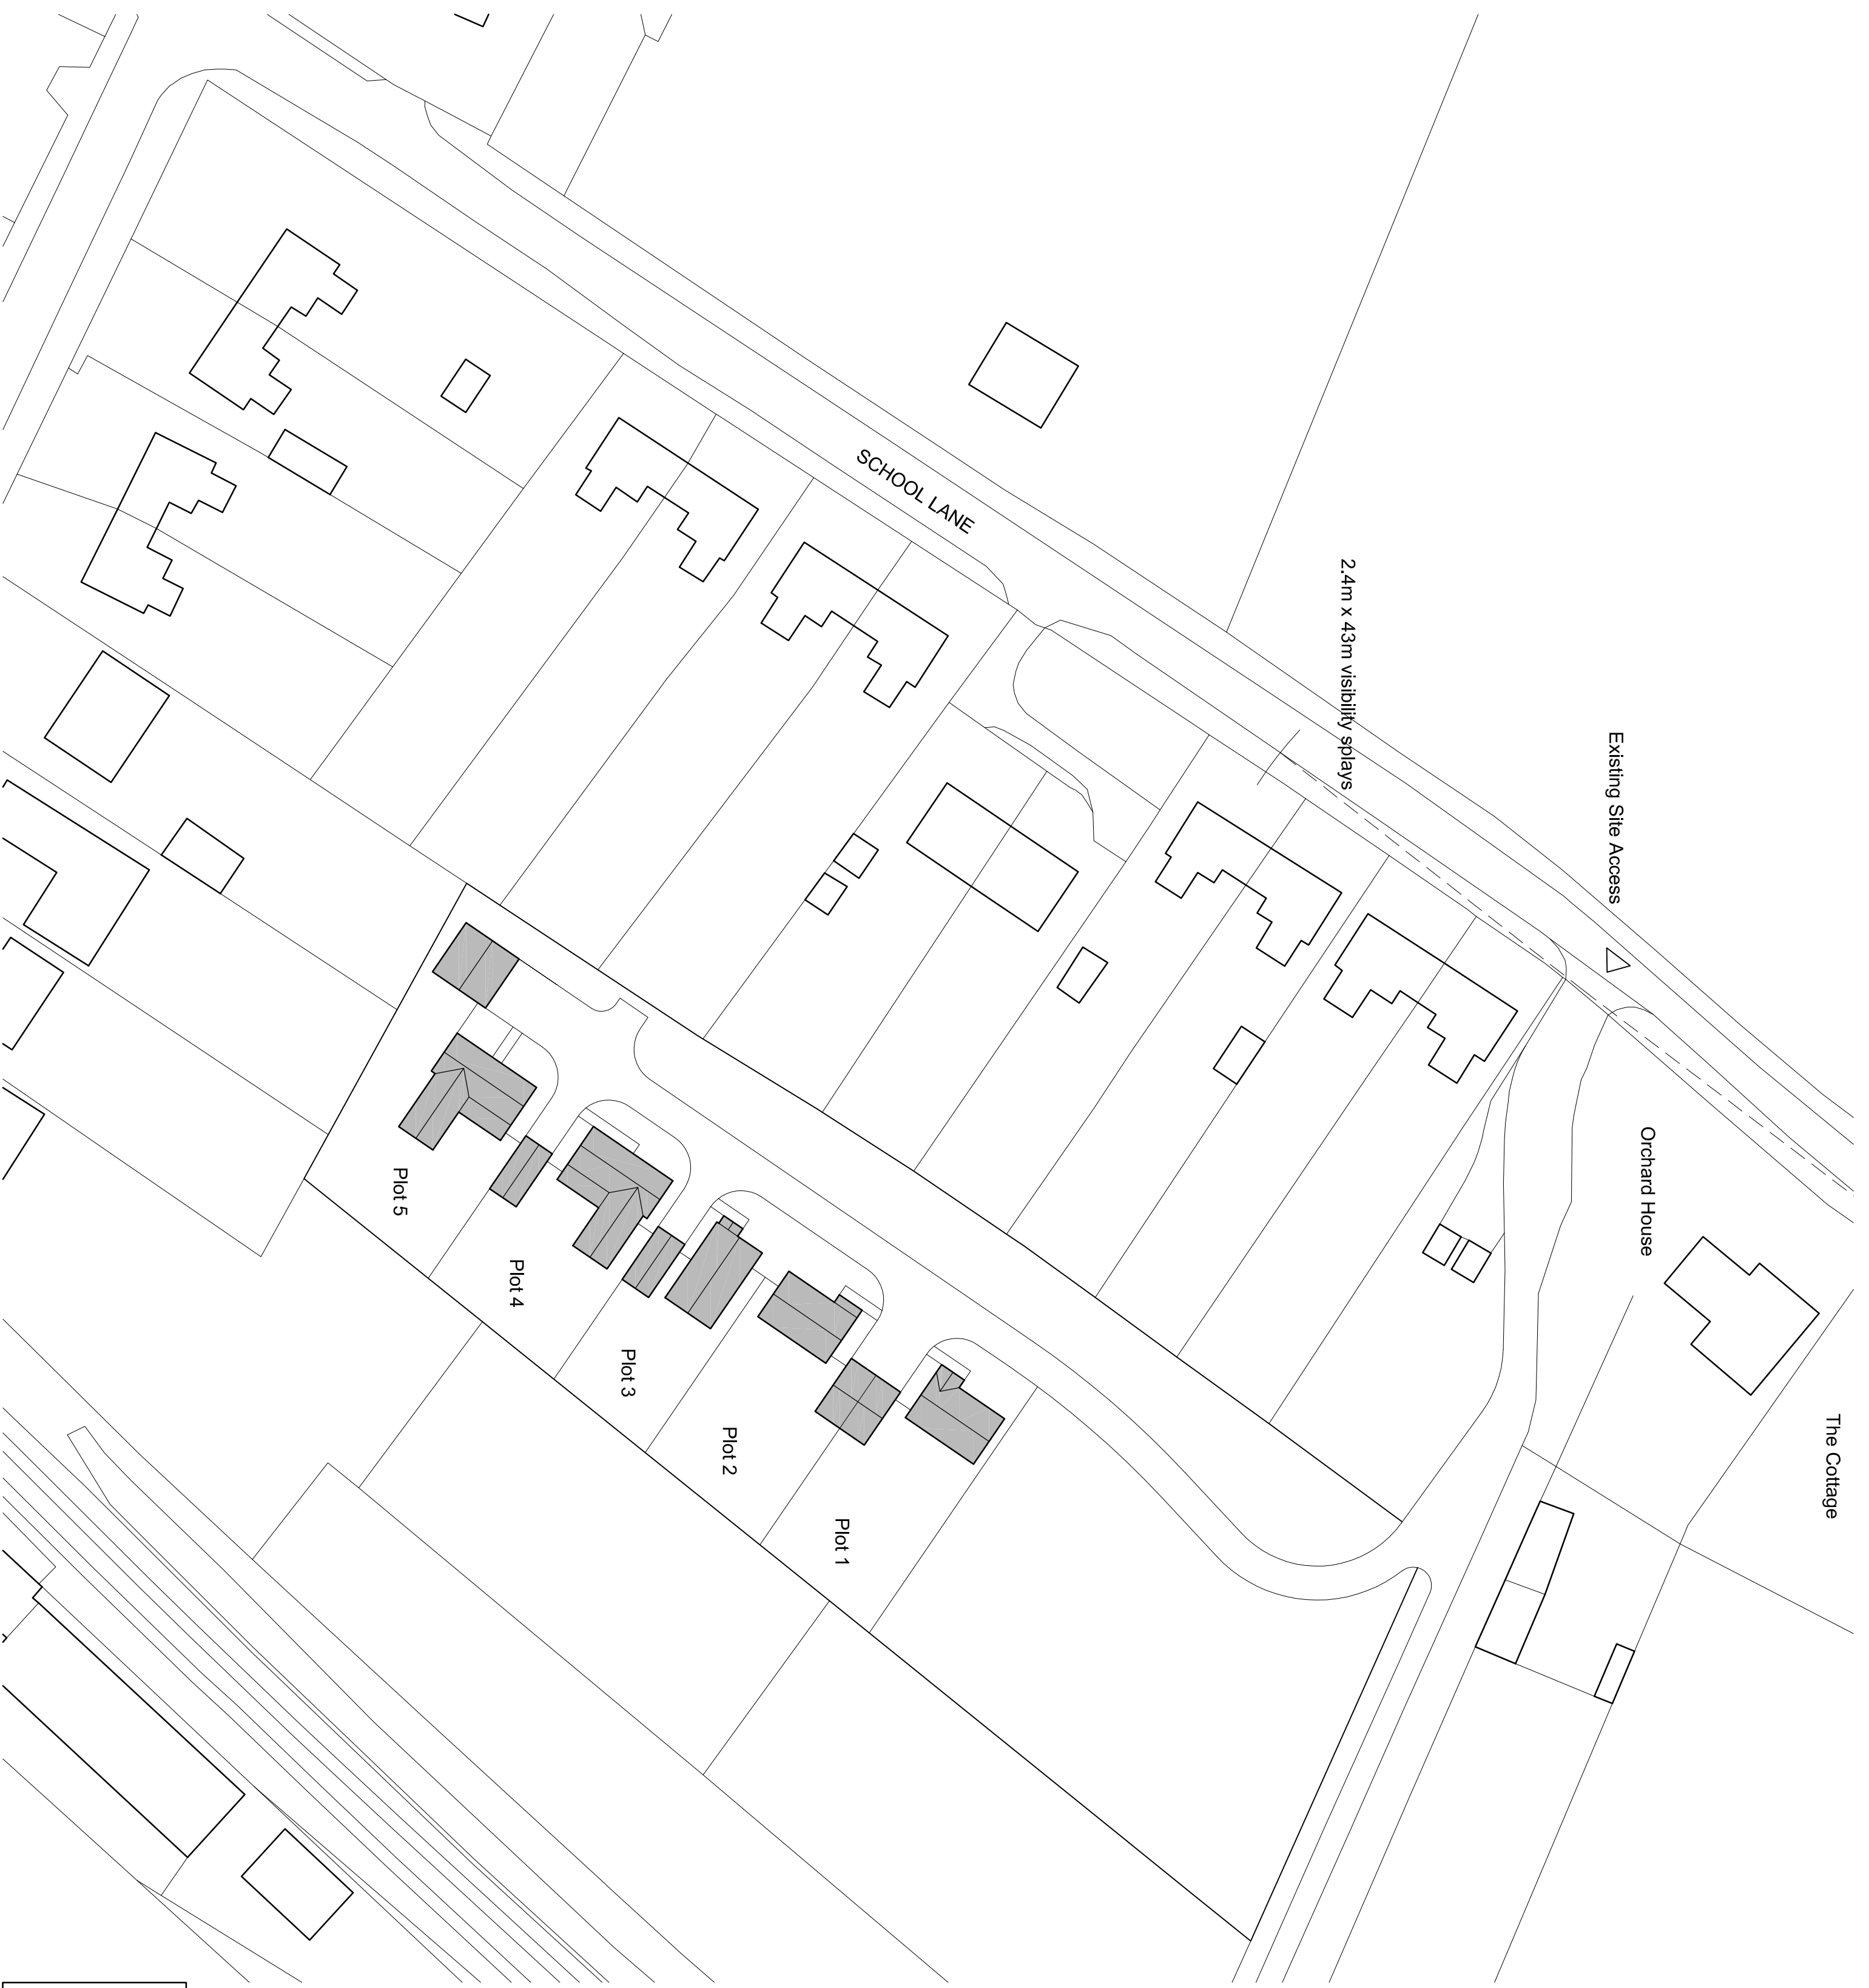 SCHOOL LANE
2.4m x 43m visibility splays
Existing Site Access
Orchard House
The Cottage
Plot 5
Plot 4
Plot 3
Plot 2
Plot 1